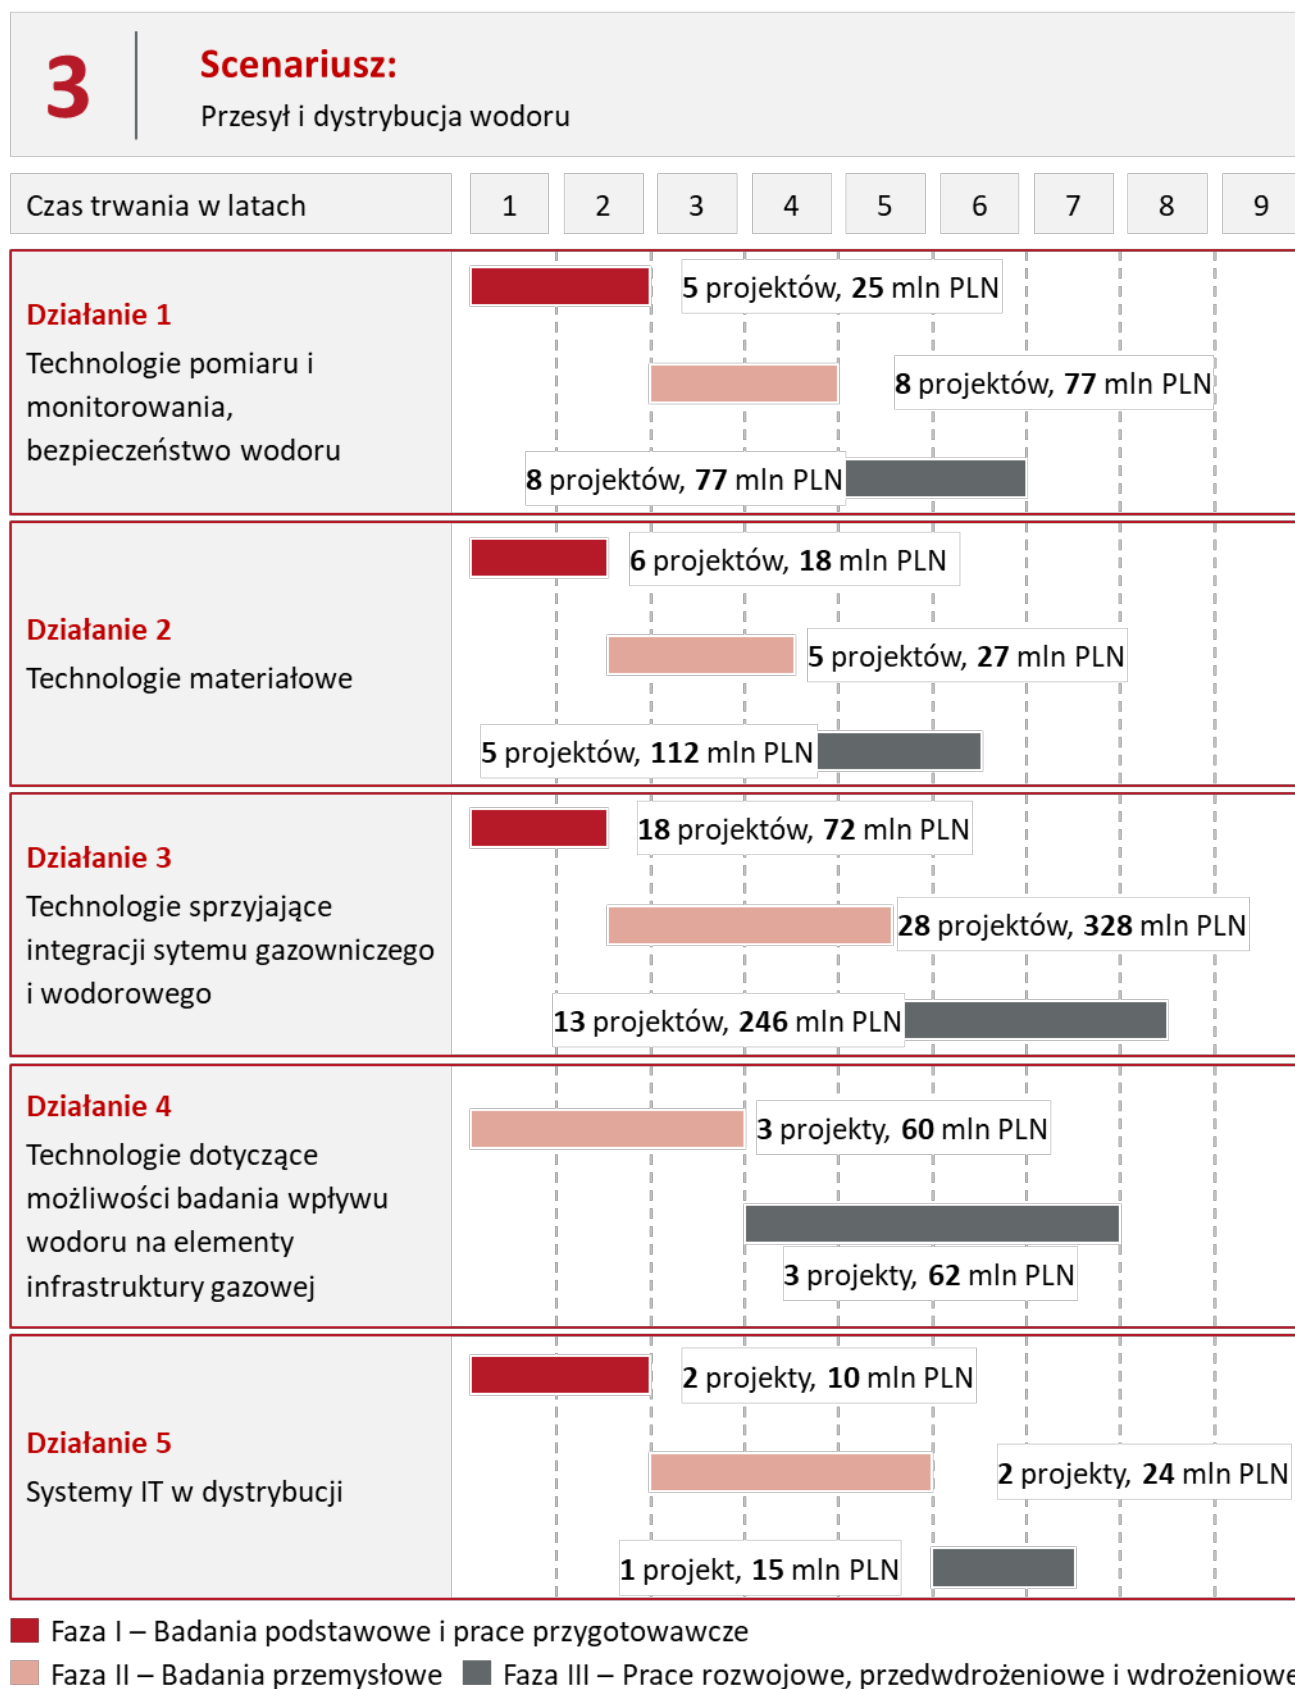 3
Scenariusz:
Przesył i dystrybucja wodoru
Czas trwania w latach
1 2 3 4 5 6 7 8 9
Działanie 1
Technologie pomiaru i
monitorowania,
bezpieczeństwo wodoru
5 projektów, 25 mln PLN
8 projektów, 77 mln PLN
8 projektów, 77 mln PLN
Działanie 2
Technologie materiałowe
6 projektów, 18 mln PLN
5 projektów, 27 mln PLN
5 projektów, 112 mln PLN
Działanie 3
Technologie sprzyjające
integracji sytemu gazowniczego
i wodorowego
18 projektów, 72 mln PLN
28 projektów, 328 mln PLN
13 projektów, 246 mln PLN
Działanie 4
Technologie dotyczące
możliwości badania wpływu
wodoru na elementy
infrastruktury gazowej
3 projekty, 60 mln PLN
3 projekty, 62 mln PLN
Działanie 5
Systemy IT w dystrybucji
2 projekty, 10 mln PLN
2 projekty, 24 mln PLN
1 projekt, 15 mln PLN
Faza I – Badania podstawowe i prace przygotowawcze
Faza II – Badania przemysłowe Faza III – Prace rozwojowe, przedwdrożeniowe i wdrożeniowe